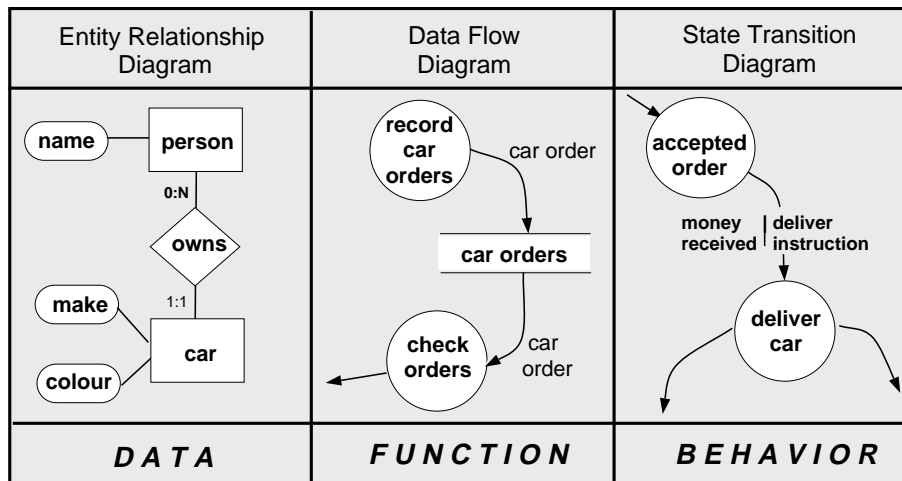 Entity Relationship
Diagram
Data Flow
Diagram
State Transition
Diagram
name
person
0:N
owns
1:1
make
car
colour
record
car
orders
car order
car orders
check
orders
car
order
accepted
order
money
received
deliver
instruction
deliver
car
DATA
FUNCTION
BEHAVIOR